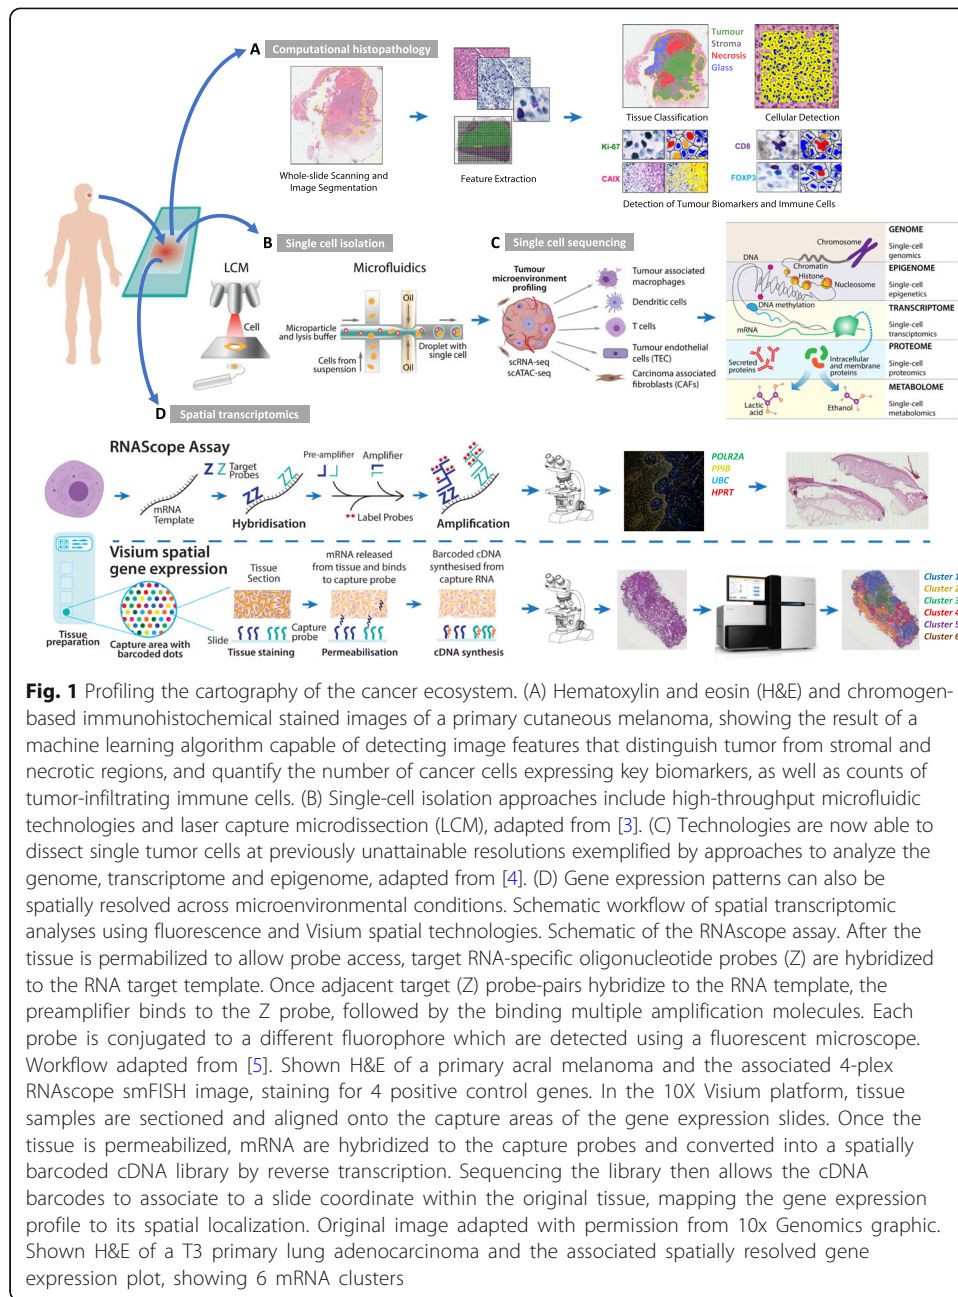 A Computational histopathology
Tumour
Stroma
Necrosis
Glass
Whole-slide Scanning and
Image Segmentation
Feature Extraction
Tissue Classification
Cellular Detection
Ki-67
CD8
CAIX
FOXP3
Detection of Tumour Biomarkers and Immune Cells
B Single cell isolation
LCM
Cell
Microfluidics
Oil
Microparticle
and lysis buffer
Cells from
suspension
Oil
Droplet with
single cell
C Single cell sequencing
Tumour
microenvironment
profiling
scRNA-seq
scATAC-seq
Tumour associated
macrophages
Dendritic cells
T cells
Tumour endothelial
cells (TEC)
Carcinoma associated
fibroblasts (CAFs)
GENOME
Single-cell
genomics
EPIGENOME
Single-cell
epigenetics
TRANSCRIPTOME
Single-cell
transciptomics
PROTEOME
Single-cell
proteomics
METABOLOME
Single-cell
metabolomics
Chromosome
DNA
Chromatin
Histone
Nucleosome
DNA methylation
mRNA
Secreted
proteins
Intracellular
and membrane
proteins
Lactic
acid
Ethanol
D Spatial transcriptomics
RNAScope Assay
Z Z Target
Probes
mRNA
Template
ZZ
Hybridisation
Pre-amplifier
Amplifier
** Label Probes
ZZ
Amplification
POLR2A
PPIB
UBC
HPRT
Visium spatial
gene expression
Tissue
preparation
Capture area with
barcoded dots
Tissue
Section
Slide
Tissue staining
mRNA released
from tissue and binds
to capture probe
Capture
probe
Permeabilisation
Barcoded cDNA
synthesised from
capture RNA
cDNA synthesis
Cluster 1
Cluster 2
Cluster 3
Cluster 4
Cluster 5
Cluster 6
Fig. 1 Profiling the cartography of the cancer ecosystem. (A) Hematoxylin and eosin (H&E) and chromogen-
based immunohistochemical stained images of a primary cutaneous melanoma, showing the result of a
machine learning algorithm capable of detecting image features that distinguish tumor from stromal and
necrotic regions, and quantify the number of cancer cells expressing key biomarkers, as well as counts of
tumor-infiltrating immune cells. (B) Single-cell isolation approaches include high-throughput microfluidic
technologies and laser capture microdissection (LCM), adapted from [3]. (C) Technologies are now able to
dissect single tumor cells at previously unattainable resolutions exemplified by approaches to analyze the
genome, transcriptome and epigenome, adapted from [4]. (D) Gene expression patterns can also be
spatially resolved across microenvironmental conditions. Schematic workflow of spatial transcriptomic
analyses using fluorescence and Visium spatial technologies. Schematic of the RNAscope assay. After the
tissue is permabilized to allow probe access, target RNA-specific oligonucleotide probes (Z) are hybridized
to the RNA target template. Once adjacent target (Z) probe-pairs hybridize to the RNA template, the
preamplifier binds to the Z probe, followed by the binding multiple amplification molecules. Each
probe is conjugated to a different fluorophore which are detected using a fluorescent microscope.
Workflow adapted from [5]. Shown H&E of a primary acral melanoma and the associated 4-plex
RNAscope smFISH image, staining for 4 positive control genes. In the 10X Visium platform, tissue
samples are sectioned and aligned onto the capture areas of the gene expression slides. Once the
tissue is permeabilized, mRNA are hybridized to the capture probes and converted into a spatially
barcoded cDNA library by reverse transcription. Sequencing the library then allows the cDNA
barcodes to associate to a slide coordinate within the original tissue, mapping the gene expression
profile to its spatial localization. Original image adapted with permission from 10x Genomics graphic.
Shown H&E of a T3 primary lung adenocarcinoma and the associated spatially resolved gene
expression plot, showing 6 mRNA clusters